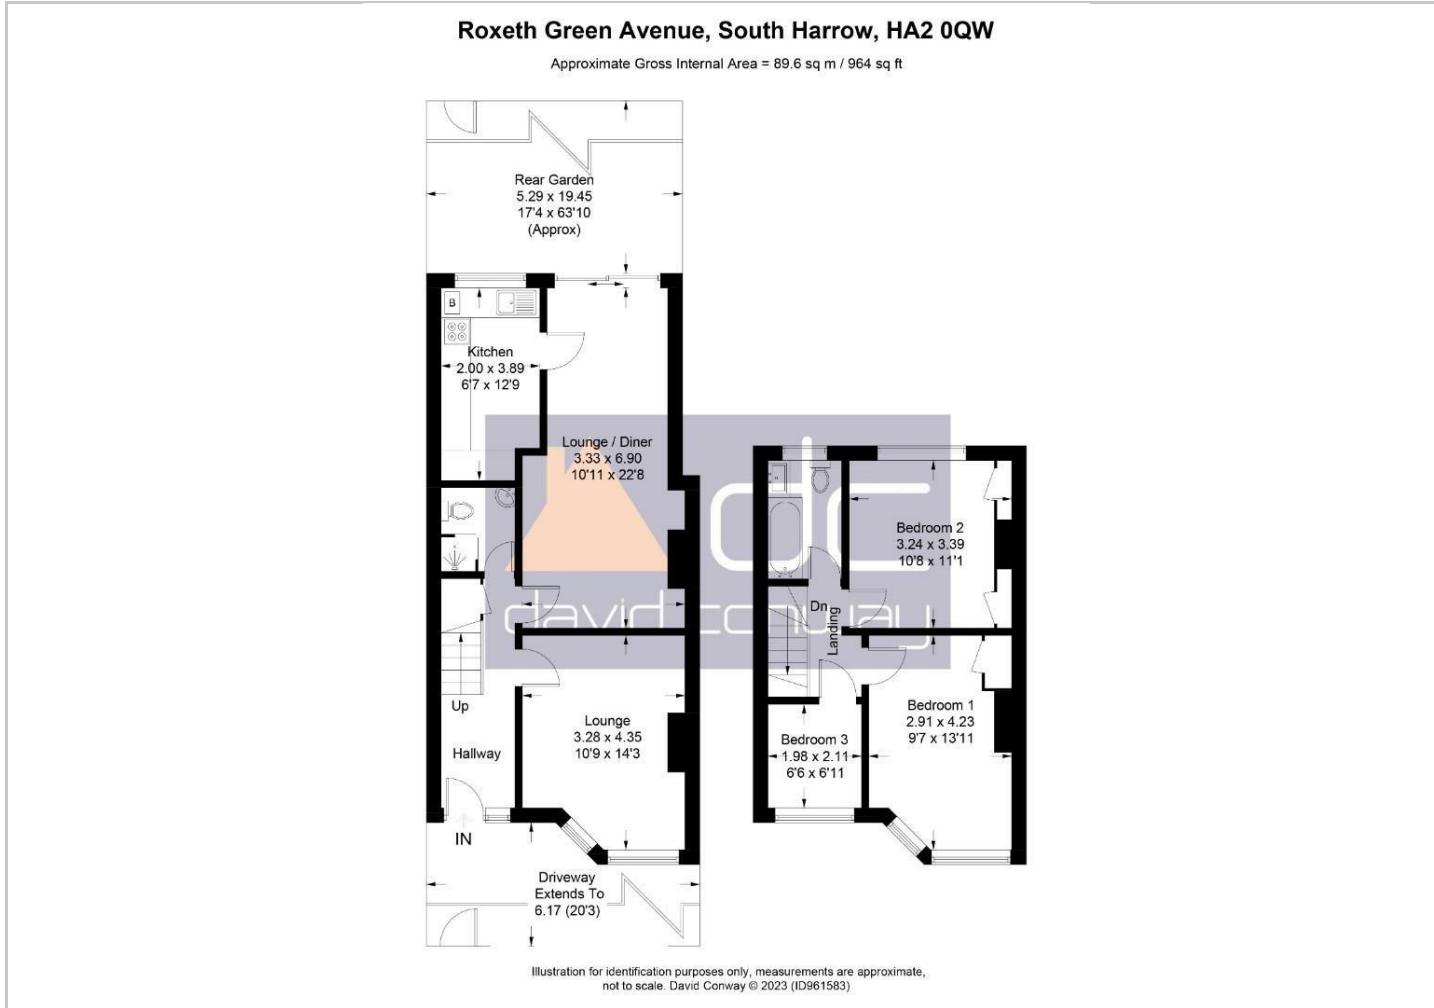 Roxeth Green Avenue, South Harrow, HA2 0QW
Approximate Gross Internal Area = 89.6 sq m / 964 sq ft
Rear Garden
5.29 x 19.45
17'4 x 63'10
(Approx)
B
Kitchen
2.00 x 3.89
6'7 x 12'9
Lounge / Diner
3.33 x 6.90
10'11 x 22'8
dc
david conway
Up
Hallway
Lounge
3.28 x 4.35
10'9 x 14'3
IN
Driveway
Extends To
6.17 (20'3)
Bedroom 2
3.24 x 3.39
10'8 x 11'1
Dn
Landing
Bedroom 1
2.91 x 4.23
9'7 x 13'11
Bedroom 3
1.98 x 2.11
6'6 x 6'11
Illustration for identification purposes only, measurements are approximate,
not to scale. David Conway © 2023 (ID961583)